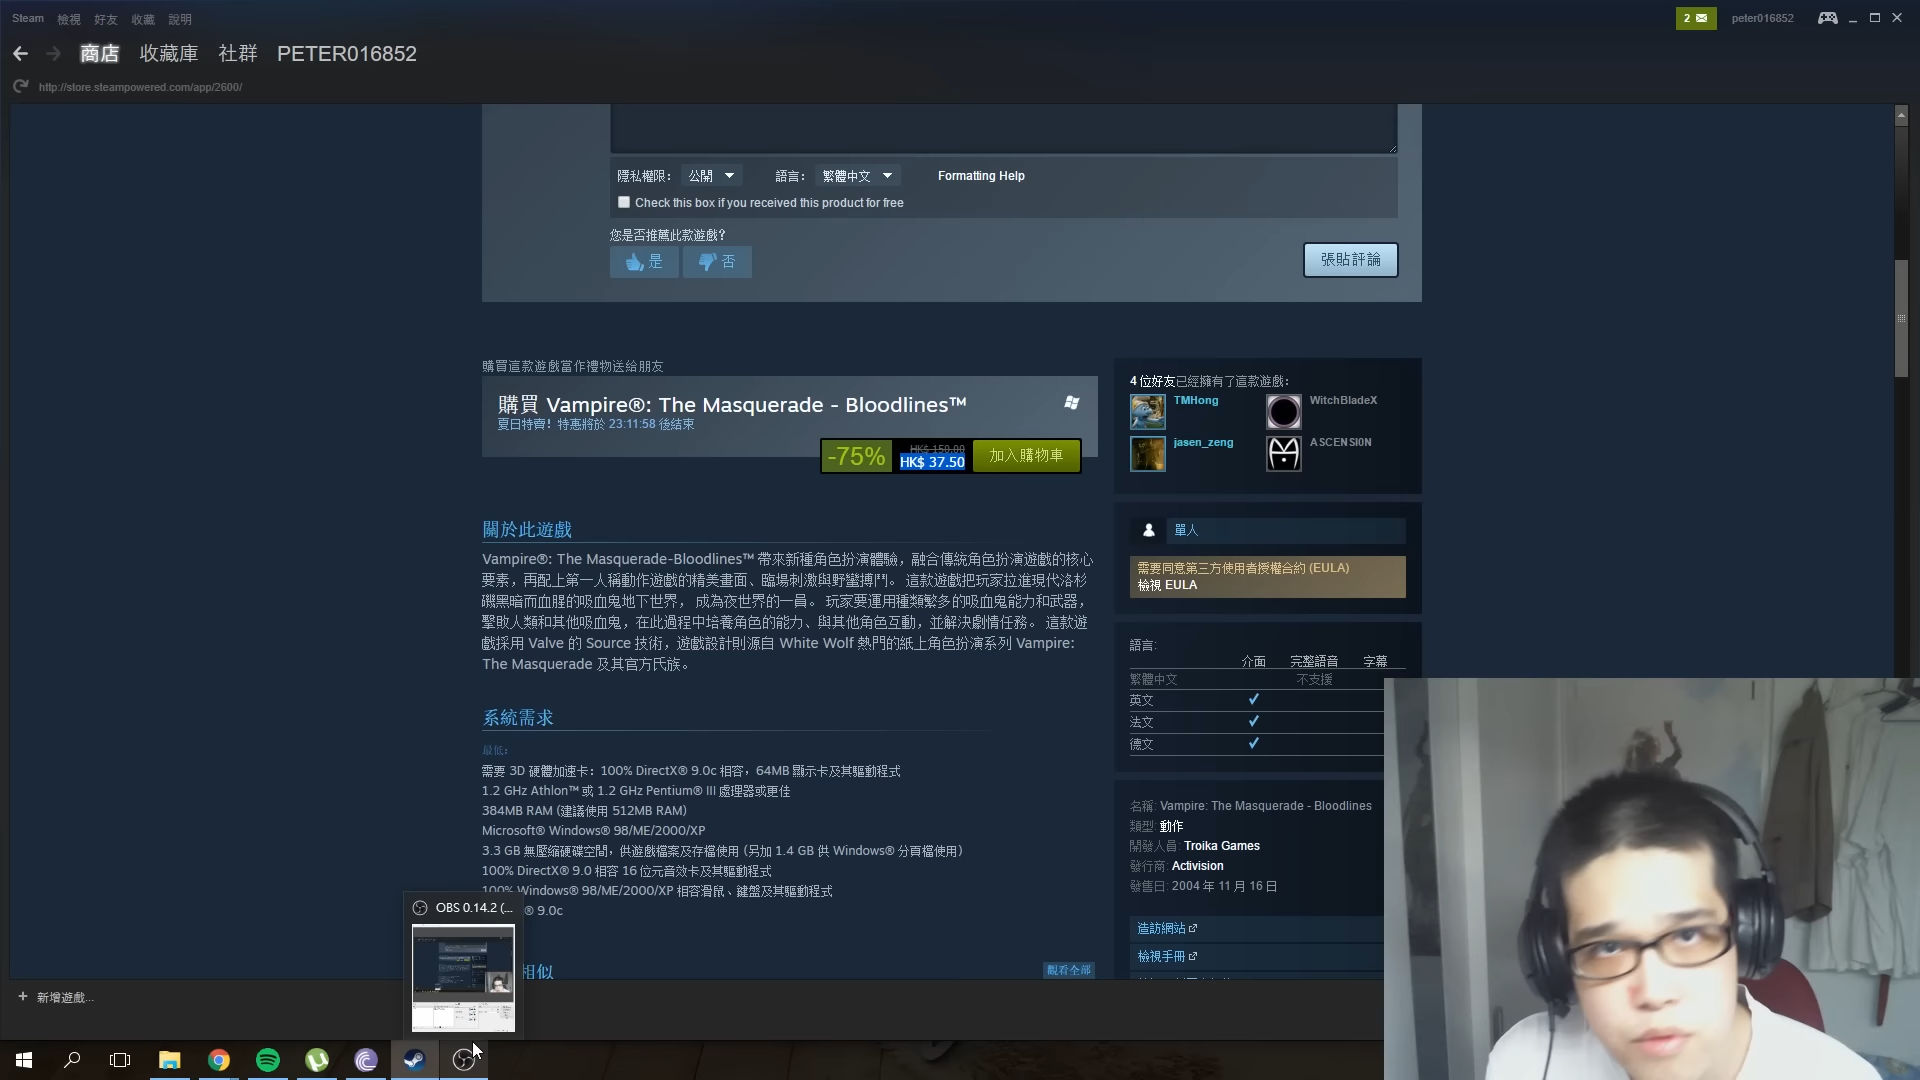 Steam 檢視 好友 收藏 說明
2 peter016852
商店 收藏庫 社群 PETER016852
http://store.steampowered.com/app/2600/
隱私權限： 公開 語言： 繁體中文 Formatting Help
Check this box if you received this product for free
您是否推薦此款遊戲？
是 否
張貼評論
購買這款遊戲當作禮物送給朋友
購買 Vampire®: The Masquerade - Bloodlines™
夏日特賣！特惠將於 23:11:58 後結束
-75% HK$ 150.00 HK$ 37.50 加入購物車
4 位好友已經擁有了這款遊戲：
TMHong WitchBladeX
jasen_zeng ASCENSI0N
單人
需要同意第三方使用者授權合約 (EULA)
檢視 EULA
關於此遊戲
Vampire®: The Masquerade-Bloodlines™ 帶來新種角色扮演體驗，融合傳統角色扮演遊戲的核心
要素，再配上第一人稱動作遊戲的精美畫面、臨場刺激與野蠻搏鬥。 這款遊戲把玩家拉進現代洛杉
磯黑暗而血腥的吸血鬼地下世界， 成為夜世界的一員。 玩家要運用種類繁多的吸血鬼能力和武器，
擊敗人類和其他吸血鬼，在此過程中培養角色的能力、與其他角色互動，並解決劇情任務。 這款遊
戲採用 Valve 的 Source 技術，遊戲設計則源自 White Wolf 熱門的紙上角色扮演系列 Vampire:
The Masquerade 及其官方氏族。
系統需求
最低：
需要 3D 硬體加速卡：100% DirectX® 9.0c 相容，64MB 顯示卡及其驅動程式
1.2 GHz Athlon™ 或 1.2 GHz Pentium® III 處理器或更佳
384MB RAM (建議使用 512MB RAM)
Microsoft® Windows® 98/ME/2000/XP
3.3 GB 無壓縮硬碟空間，供遊戲檔案及存檔使用 (另加 1.4 GB 供 Windows® 分頁檔使用)
100% DirectX® 9.0 相容 16 位元音效卡及其驅動程式
100% Windows® 98/ME/2000/XP 相容滑鼠、鍵盤及其驅動程式
® 9.0c
相似 觀看全部
語言：
介面 完整語音 字幕
繁體中文 不支援
英文
法文
德文
名稱: Vampire: The Masquerade - Bloodlines
類型: 動作
開發人員: Troika Games
發行商: Activision
發售日: 2004 年 11 月 16 日
造訪網站
檢視手冊
OBS 0.14.2 (...
+ 新增遊戲...